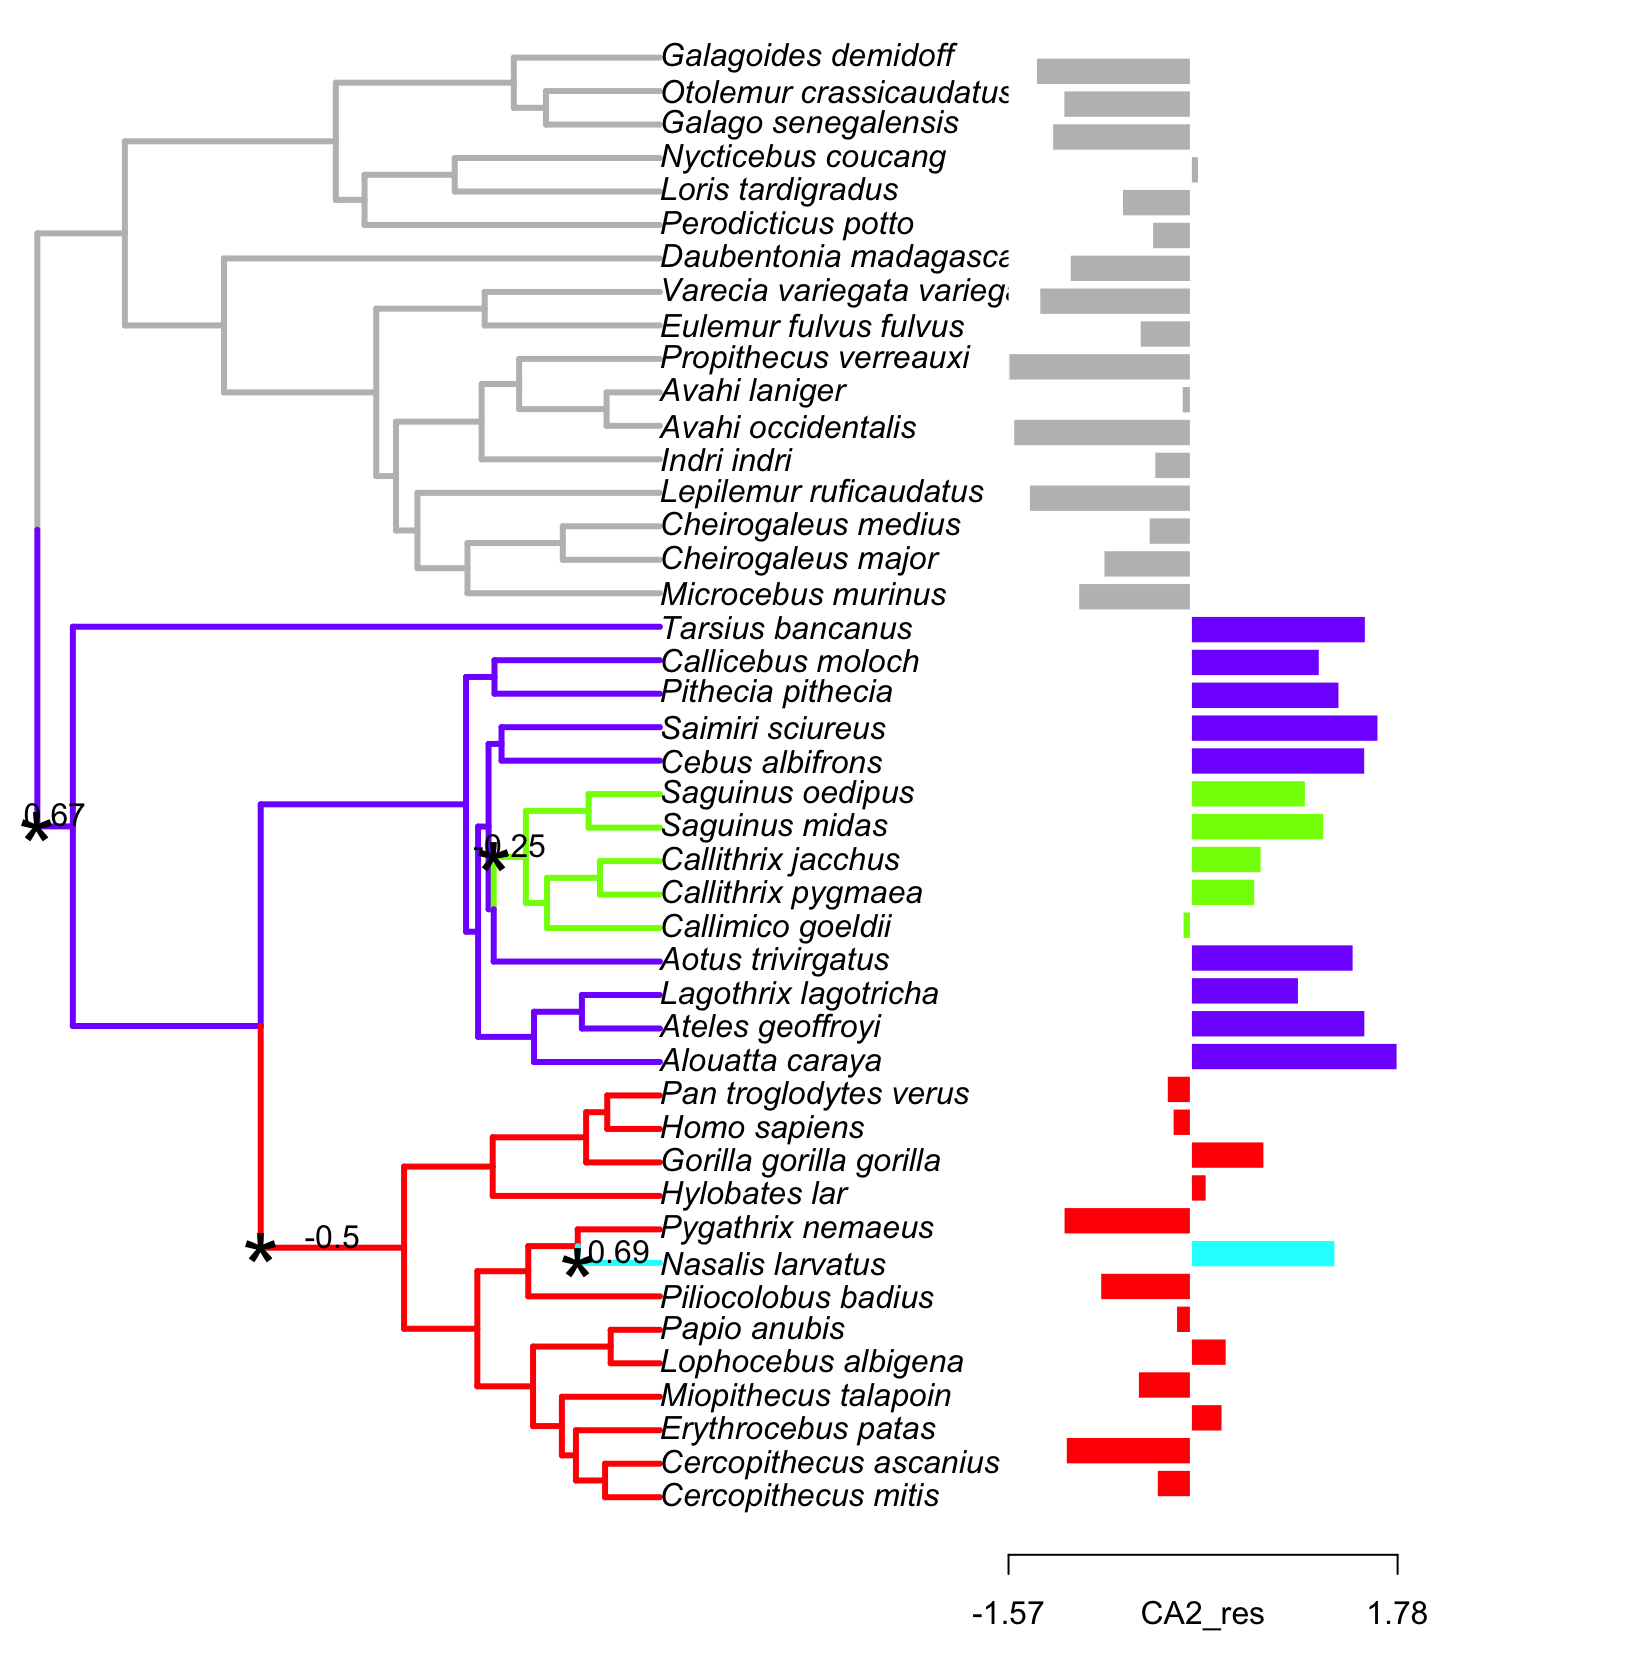 Galagoides demidoff
Otolemur crassicaudatus
Galago senegalensis
Nycticebus coucang
Loris tardigradus
Perodicticus potto
Daubentonia madagasca
Varecia variegata variega
Eulemur fulvus fulvus
Propithecus verreauxi
Avahi laniger
Avahi occidentalis
Indri indri
Lepilemur ruficaudatus
Cheirogaleus medius
Cheirogaleus major
Microcebus murinus
Tarsius bancanus
Callicebus moloch
Pithecia pithecia
Saimiri sciureus
Cebus albifrons
Saguinus oedipus
0.67
*
Saguinus midas
-0.25
*
Callithrix jacchus
Callithrix pygmaea
Callimico goeldii
Aotus trivirgatus
Lagothrix lagotricha
Ateles geoffroyi
Alouatta caraya
Pan troglodytes verus
Homo sapiens
Gorilla gorilla gorilla
Hylobates lar
Pygathrix nemaeus
* -0.5
* 0.69
Nasalis larvatus
Piliocolobus badius
Papio anubis
Lophocebus albigena
Miopithecus talapoin
Erythrocebus patas
Cercopithecus ascanius
Cercopithecus mitis
-1.57 CA2_res 1.78